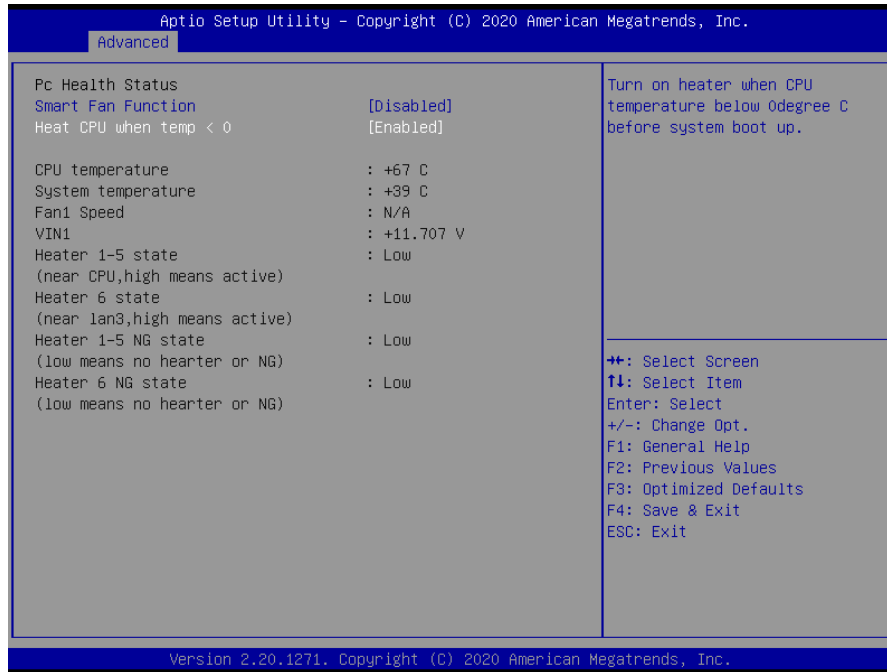 Aptio Setup Utility – Copyright (C) 2020 American Megatrends, Inc.
Advanced
Pc Health Status
Smart Fan Function [Disabled]
Heat CPU when temp < 0 [Enabled]
CPU temperature : +67 C
System temperature : +39 C
Fan1 Speed : N/A
VIN1 : +11.707 V
Heater 1-5 state : Low
(near CPU,high means active)
Heater 6 state : Low
(near lan3,high means active)
Heater 1-5 NG state : Low
(low means no hearter or NG)
Heater 6 NG state : Low
(low means no hearter or NG)
Turn on heater when CPU
temperature below 0degree C
before system boot up.
→←: Select Screen
↑↓: Select Item
Enter: Select
+/-: Change Opt.
F1: General Help
F2: Previous Values
F3: Optimized Defaults
F4: Save & Exit
ESC: Exit
Version 2.20.1271. Copyright (C) 2020 American Megatrends, Inc.